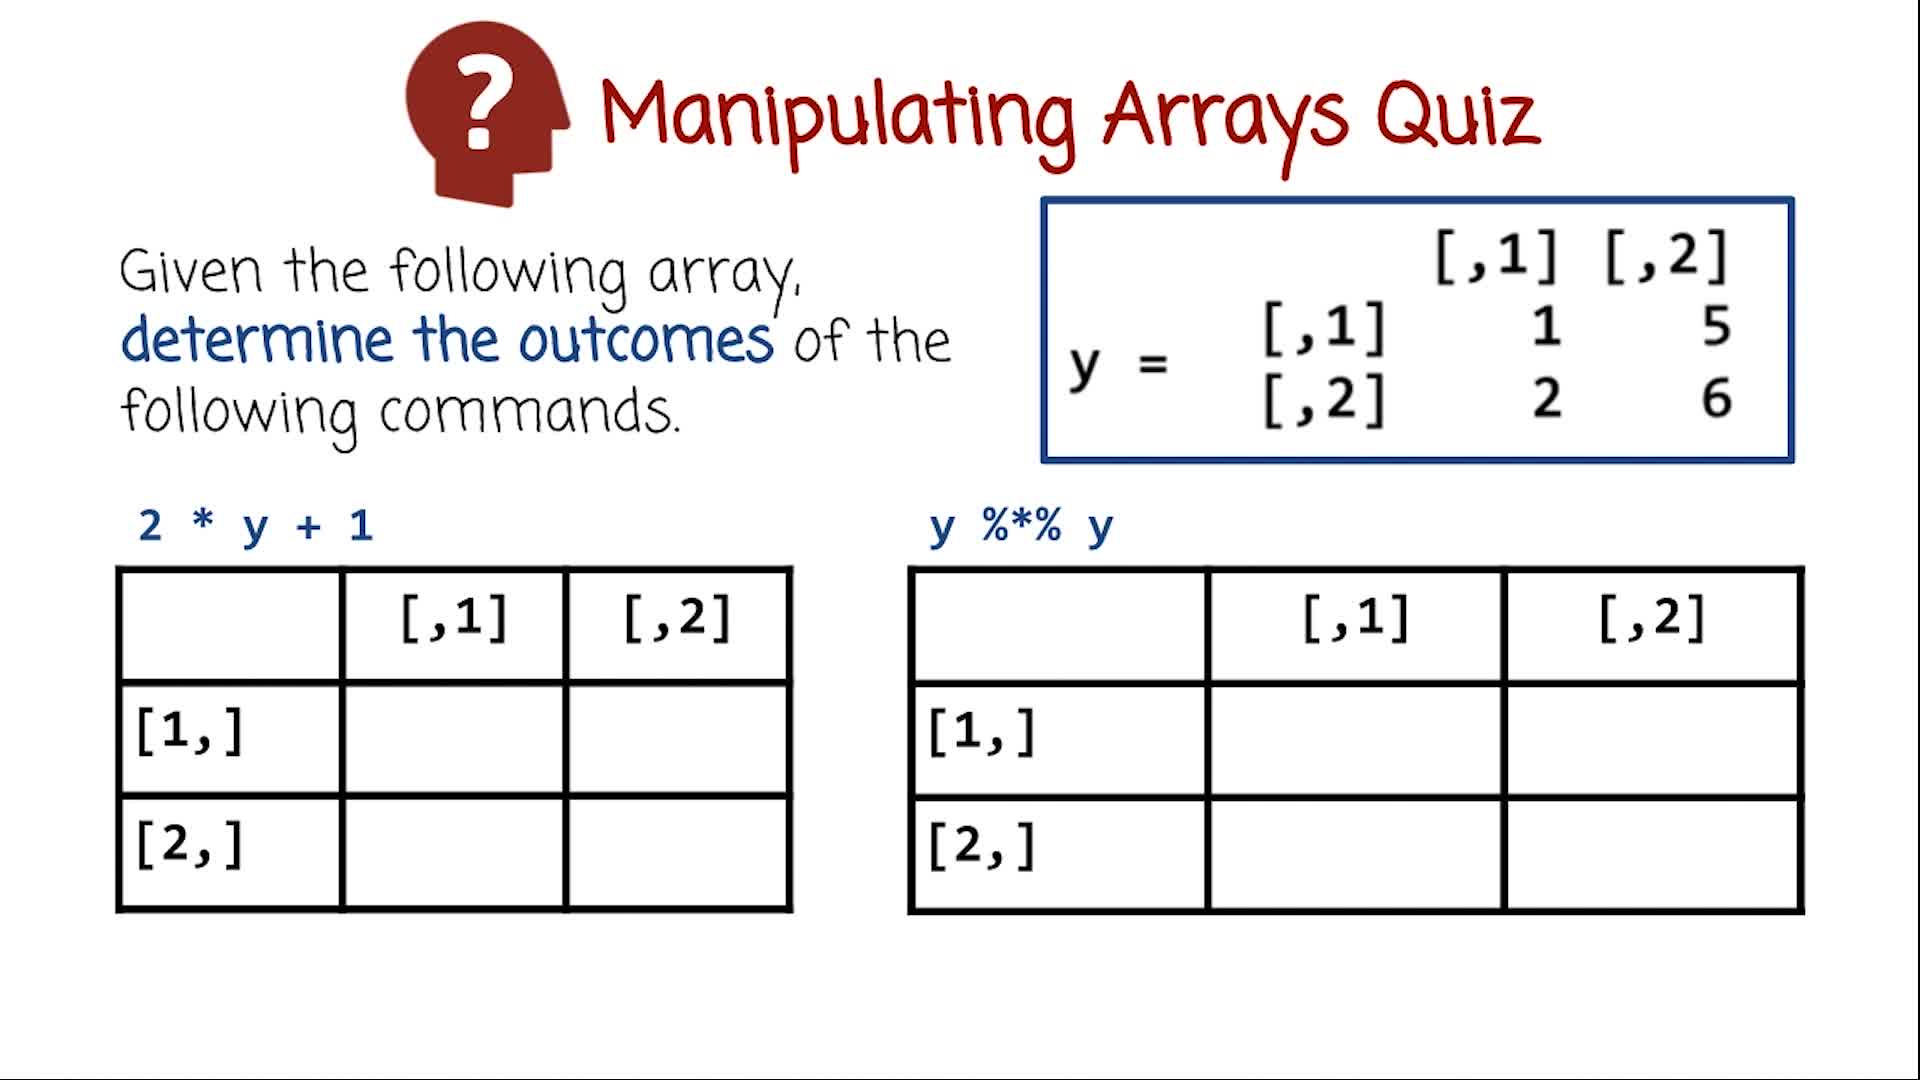 ?
Manipulating Arrays Quiz
Given the following array,
determine the outcomes of the
following commands.
[,1] [,2]
[,1] 1 5
y =
[,2] 2 6
2 * y + 1
[,1] [,2]
[1,]
[2,]
y %*% y
[,1] [,2]
[1,]
[2,]